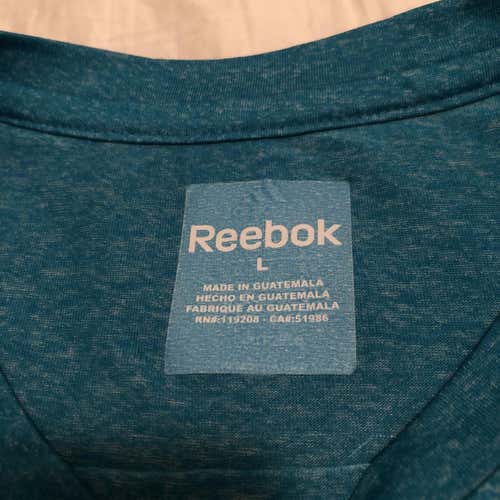 Reebok
L
MADE IN GUATEMALA
HECHO EN GUATEMALA
FABRIQUE AU GUATEMALA
RN#:119208 - CA#:51986